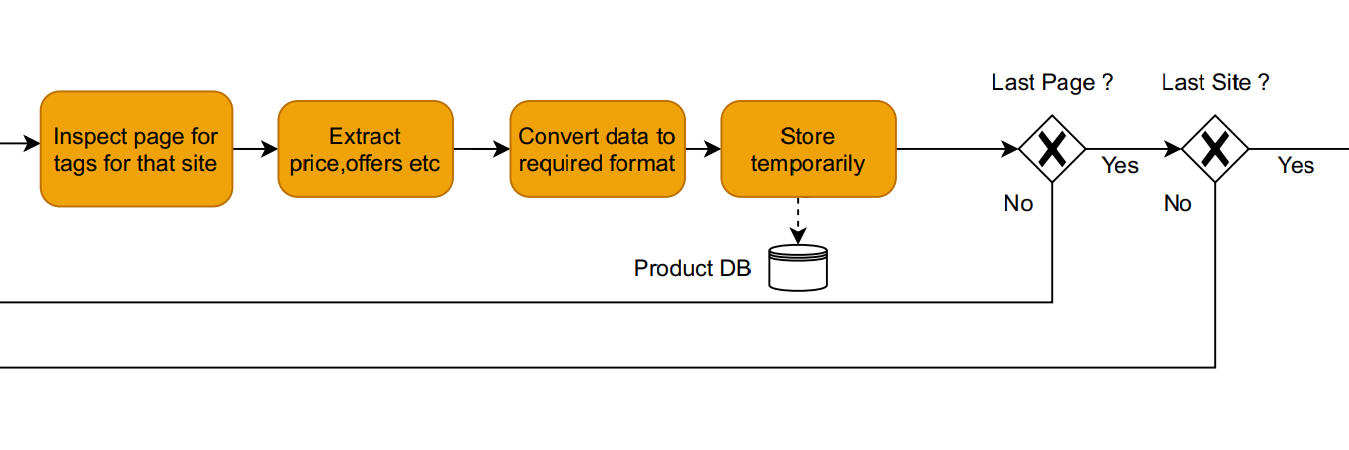 Last Page ?
Last Site ?
Inspect page for
tags for that site
Extract
price,offers etc
Convert data to
required format
Store
temporarily
Yes
Yes
No
No
Product DB